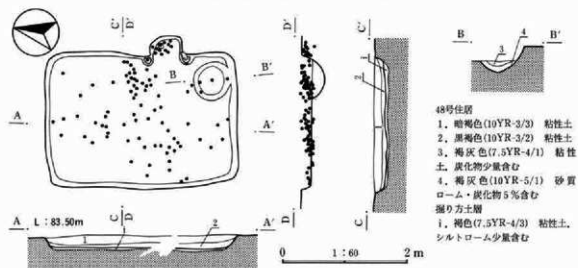 C' D'
D' C'
B B'
3 4
B B'
A A'
1
2
48号住居
1．暗褐色(10YR-3/3) 粘性土
2．黒褐色(10YR-3/2) 粘性土
3．褐灰色(7.5YR-4/1) 粘性
土、炭化物少量含む
4．褐灰色(10YR-5/1) 砂質
ローム・炭化物5％含む
掘り方土層
i．褐色(7.5YR-4/3) 粘性土、
シルトローム少量含む
C D
D C
A L：83.50m A'
1 i 2
0 1：60 2m